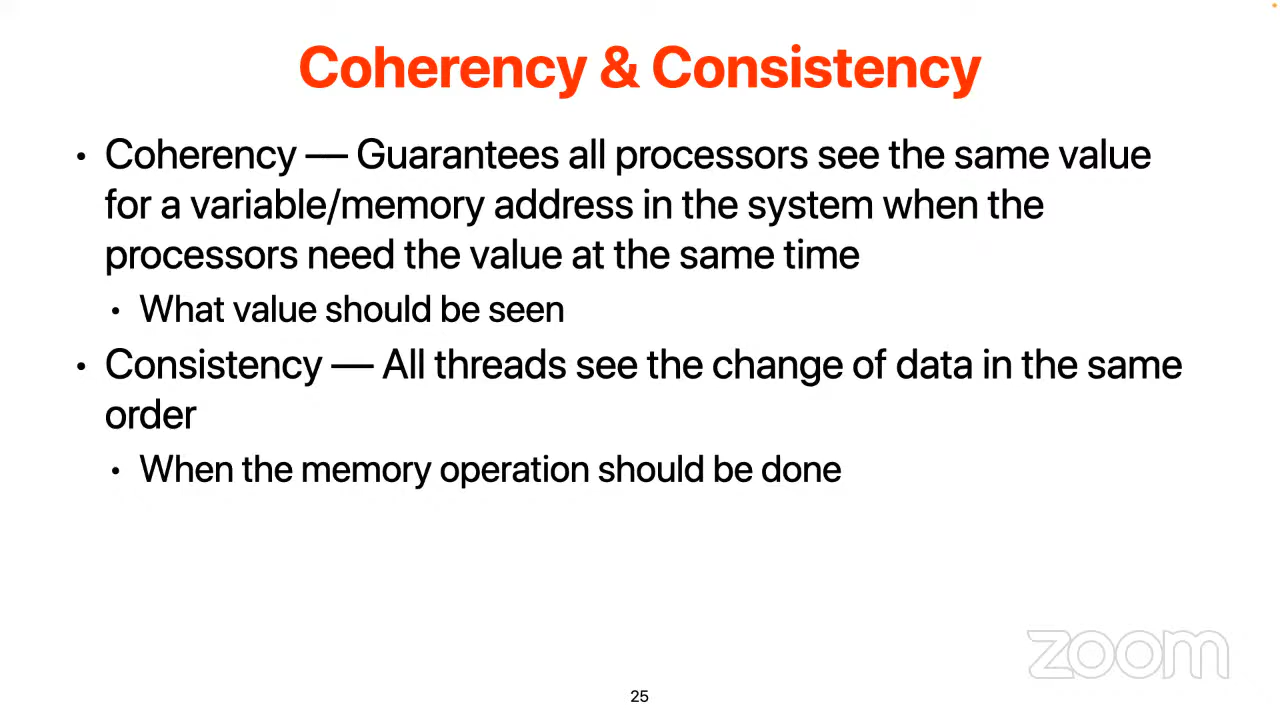 Coherency & Consistency
• Coherency — Guarantees all processors see the same value
for a variable/memory address in the system when the
processors need the value at the same time
• What value should be seen
• Consistency — All threads see the change of data in the same
order
• When the memory operation should be done
zoom
25